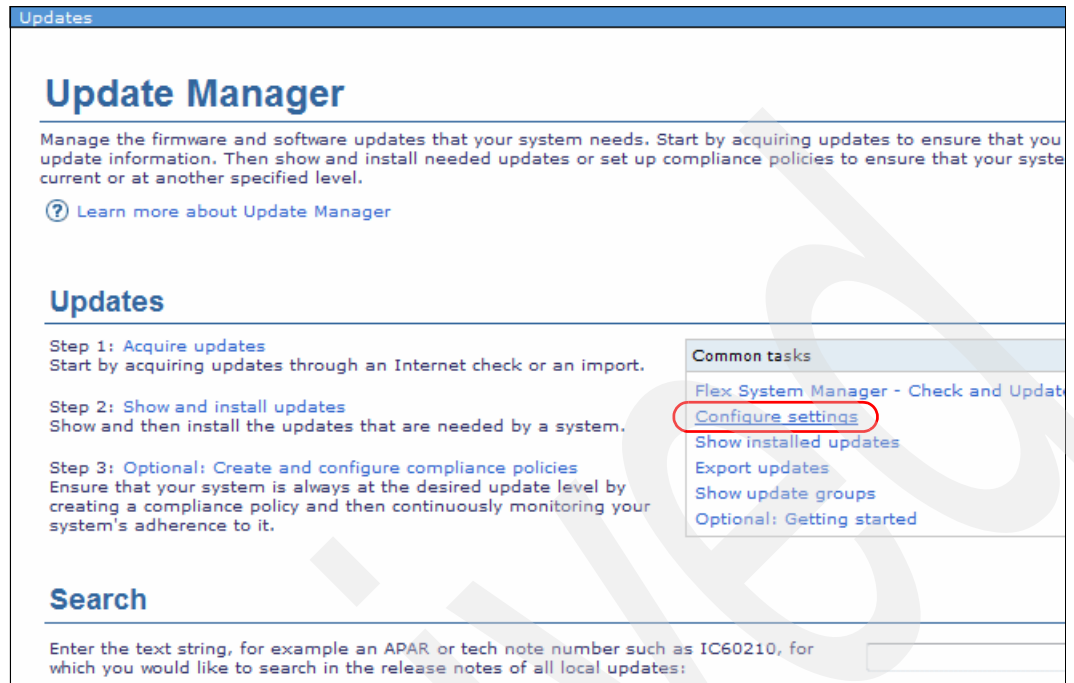 Updates
Update Manager
Manage the firmware and software updates that your system needs. Start by acquiring updates to ensure that you
update information. Then show and install needed updates or set up compliance policies to ensure that your syste
current or at another specified level.
? Learn more about Update Manager
Updates
Step 1: Acquire updates
Start by acquiring updates through an Internet check or an import.
Step 2: Show and install updates
Show and then install the updates that are needed by a system.
Step 3: Optional: Create and configure compliance policies
Ensure that your system is always at the desired update level by
creating a compliance policy and then continuously monitoring your
system's adherence to it.
Common tasks
Flex System Manager - Check and Update
Configure settings
Show installed updates
Export updates
Show update groups
Optional: Getting started
Search
Enter the text string, for example an APAR or tech note number such as IC60210, for
which you would like to search in the release notes of all local updates: